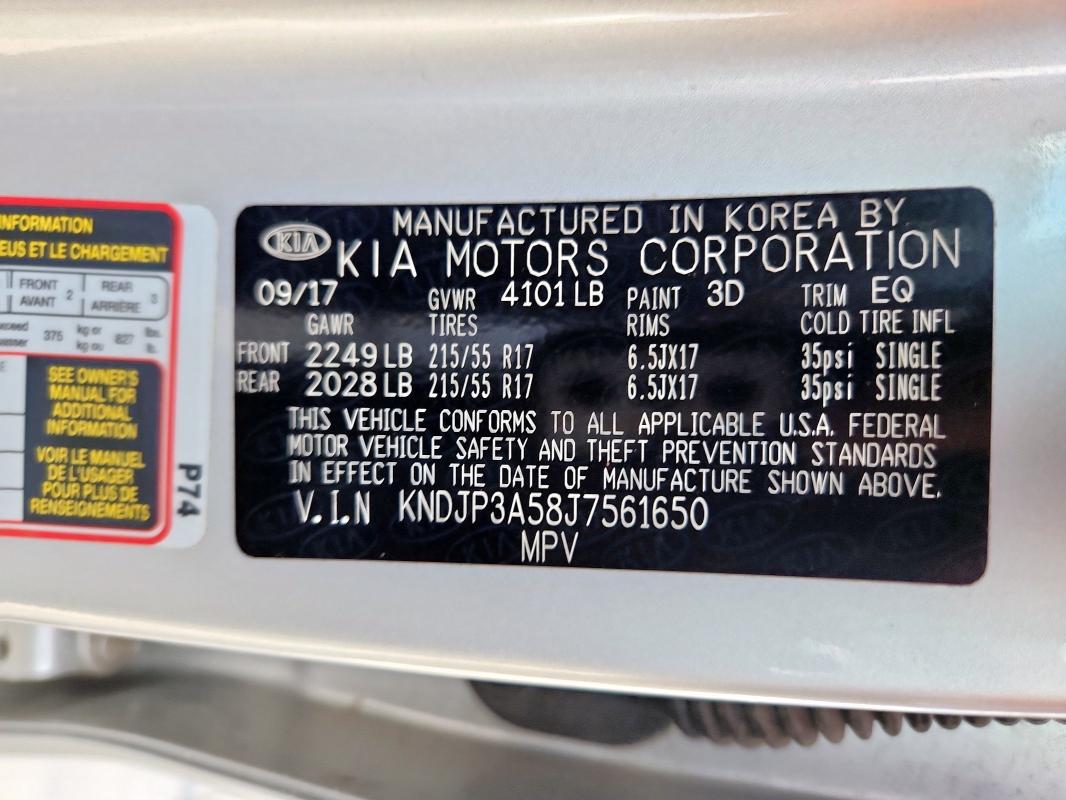 INFORMATION
EUS ET LE CHARGEMENT
FRONT 2 REAR 3
AVANT ARRIÈRE
375 kg or 827 lbs.
kg ou lb.
SEE OWNER'S
MANUAL FOR
ADDITIONAL
INFORMATION
VOIR LE MANUEL
DE L'USAGER
POUR PLUS DE
RENSEIGNEMENTS
P74
KIA
MANUFACTURED IN KOREA BY
KIA MOTORS CORPORATION
09/17 GVWR 4101 LB PAINT 3D TRIM EQ
GAWR TIRES RIMS COLD TIRE INFL
FRONT 2249 LB 215/55 R17 6.5JX17 35psi SINGLE
REAR 2028 LB 215/55 R17 6.5JX17 35psi SINGLE
THIS VEHICLE CONFORMS TO ALL APPLICABLE U.S.A. FEDERAL
MOTOR VEHICLE SAFETY AND THEFT PREVENTION STANDARDS
IN EFFECT ON THE DATE OF MANUFACTURE SHOWN ABOVE.
V.I.N KNDJP3A58J7561650
MPV